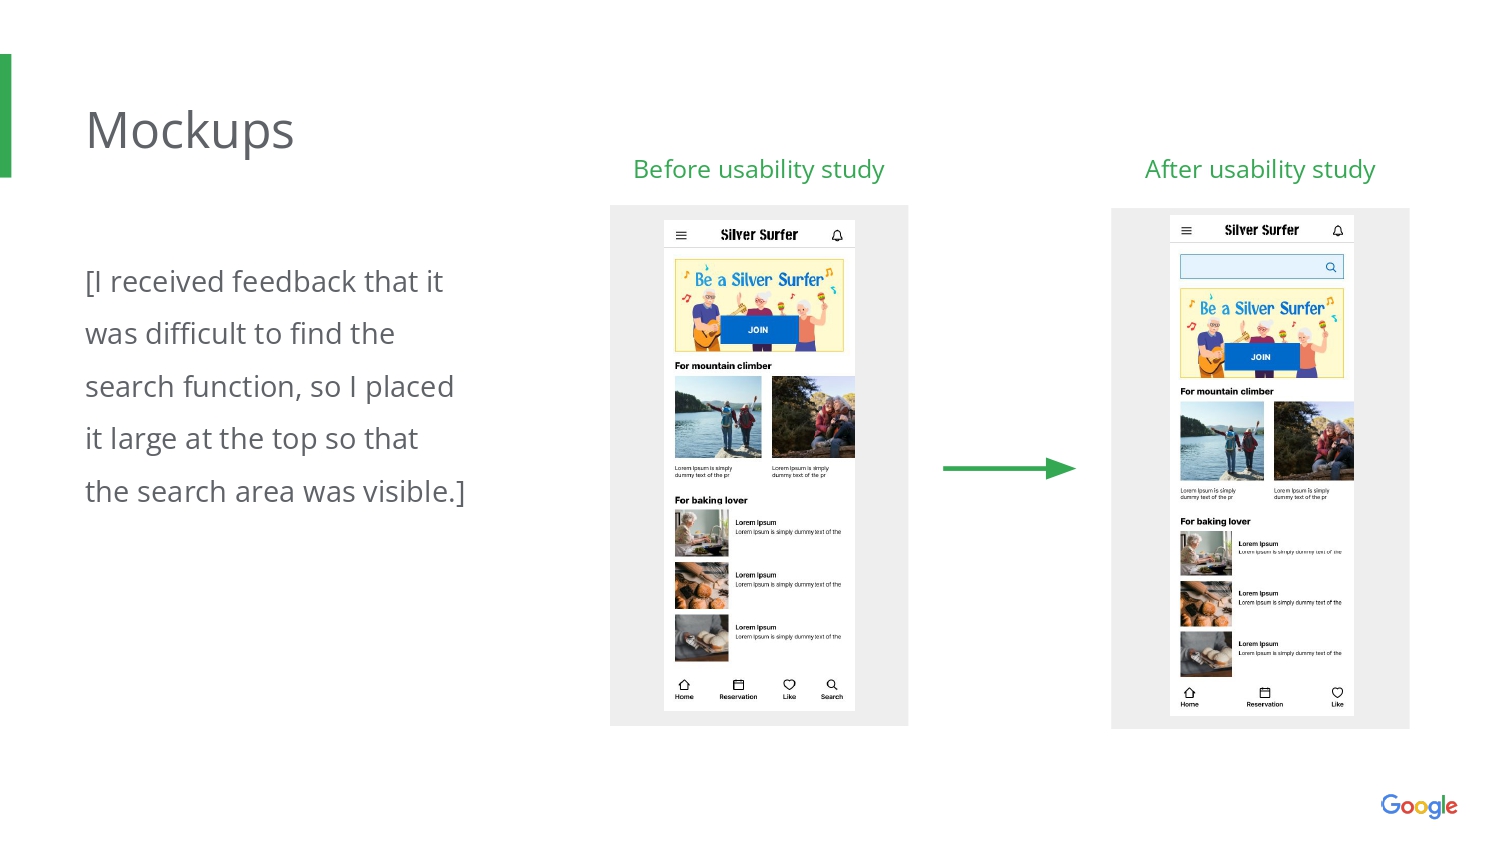 Mockups
[I received feedback that it
was difficult to find the
search function, so I placed
it large at the top so that
the search area was visible.]
Before usability study
Silver Surfer
Be a Silver Surfer
JOIN
For mountain climber
Lorem Ipsum is simply
dummy text of the pr
Lorem Ipsum is simply
dummy text of the pr
For baking lover
Lorem Ipsum
Lorem Ipsum is simply dummy text of the
Lorem Ipsum
Lorem Ipsum is simply dummy text of the
Lorem Ipsum
Lorem Ipsum is simply dummy text of the
Home Reservation Like Search
After usability study
Silver Surfer
Be a Silver Surfer
JOIN
For mountain climber
Lorem Ipsum is simply
dummy text of the pr
Lorem Ipsum is simply
dummy text of the pr
For baking lover
Lorem Ipsum
Lorem Ipsum is simply dummy text of the
Lorem Ipsum
Lorem Ipsum is simply dummy text of the
Lorem Ipsum
Lorem Ipsum is simply dummy text of the
Home Reservation Like
Google